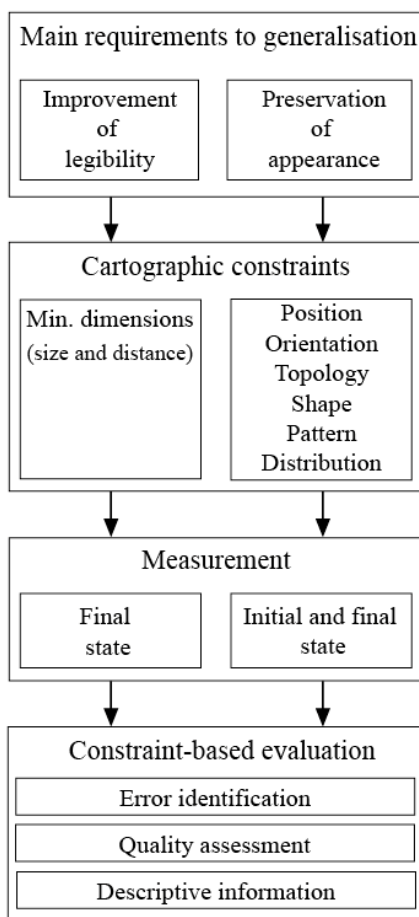 Main requirements to generalisation
Improvement
of
legibility
Preservation
of
appearance
Cartographic constraints
Min. dimensions
(size and distance)
Position
Orientation
Topology
Shape
Pattern
Distribution
Measurement
Final
state
Initial and final
state
Constraint-based evaluation
Error identification
Quality assessment
Descriptive information